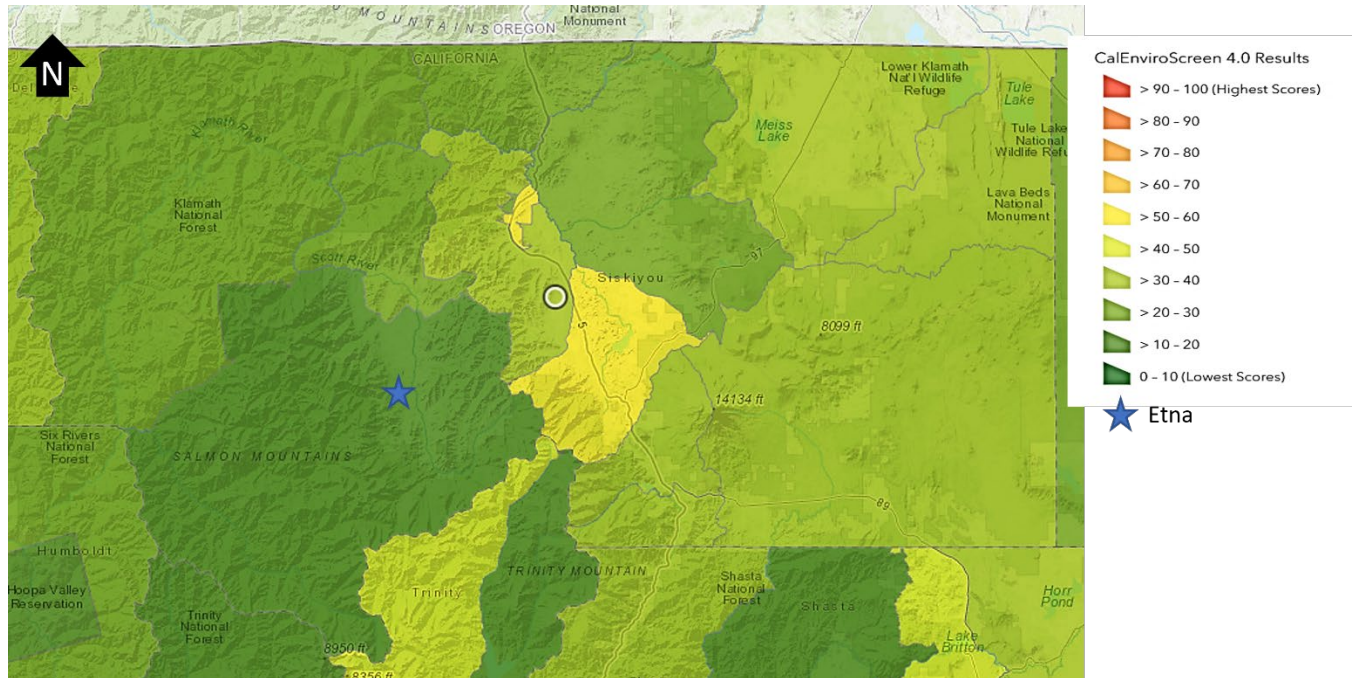 National
Monument
U MOUNTAINS
OREGON
N
CALIFORNIA
Klamath River
Lower Klamath
Nat'l Wildlife
Refuge
Tule
Lake
Tule Lake
National
Wildlife Refu
Meiss
Lake
Klamath
National
Forest
Lava Beds
National
Monument
Scott River
Siskiyou
97
5
8099 ft
14134 ft
Six Rivers
National
Forest
SALMON MOUNTAINS
89
Humboldt
Hoopa Valley
Reservation
TRINITY MOUNTAIN
Trinity
Shasta
National
Forest
Shasta
Horr
Pond
Trinity
National
Forest
Lake
Britton
8950 ft
8356 ft
CalEnviroScreen 4.0 Results
> 90 – 100 (Highest Scores)
> 80 – 90
> 70 – 80
> 60 – 70
> 50 – 60
> 40 – 50
> 30 – 40
> 20 – 30
> 10 – 20
0 – 10 (Lowest Scores)
Etna